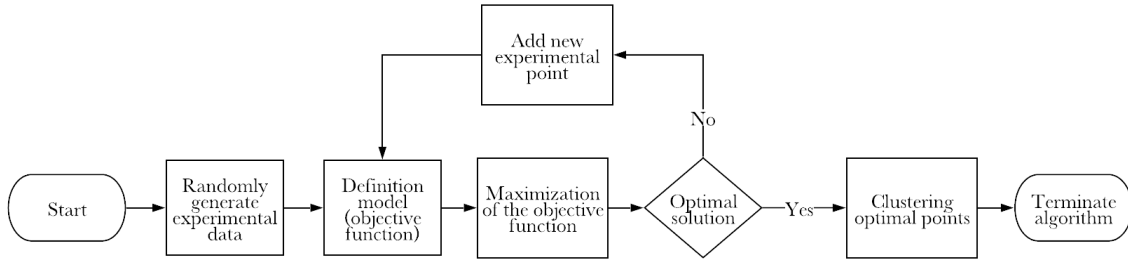 Start
Randomly
generate
experimental
data
Definition
model
(objective
function)
Maximization
of the objective
function
Optimal
solution
No
Add new
experimental
point
Yes
Clustering
optimal points
Terminate
algorithm